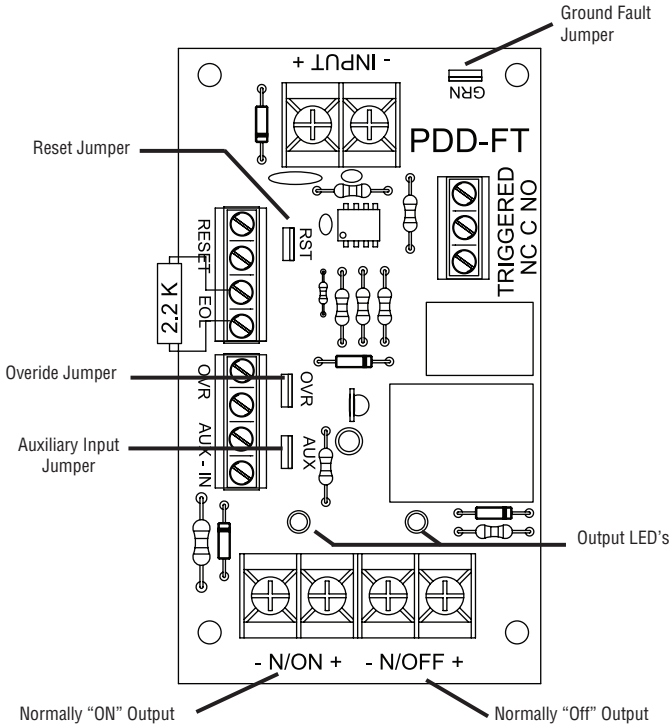 Ground Fault
Jumper
- INPUT +
GRN
PDD-FT
Reset Jumper
RESET
RST
TRIGGERED
NC C NO
2.2 K
EOL
Overide Jumper
OVR
OVR
Auxiliary Input
Jumper
AUX - IN
AUX
Output LED's
- N/ON +
- N/OFF +
Normally “ON” Output
Normally “Off” Output